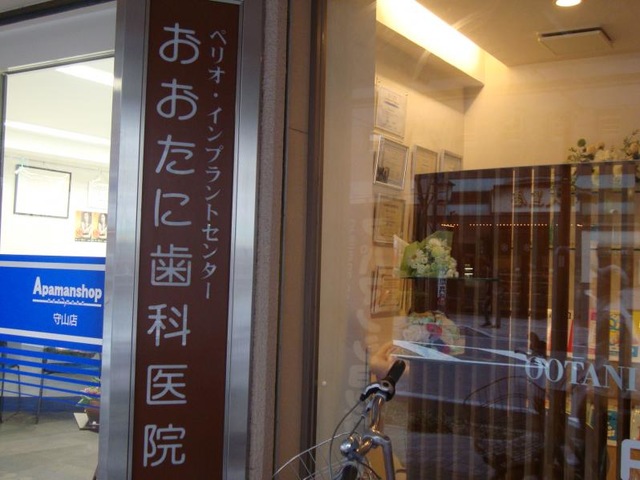 ペリオ・インプラントセンター
おおたに歯科医院
Apamanshop
守山店
OOTANI